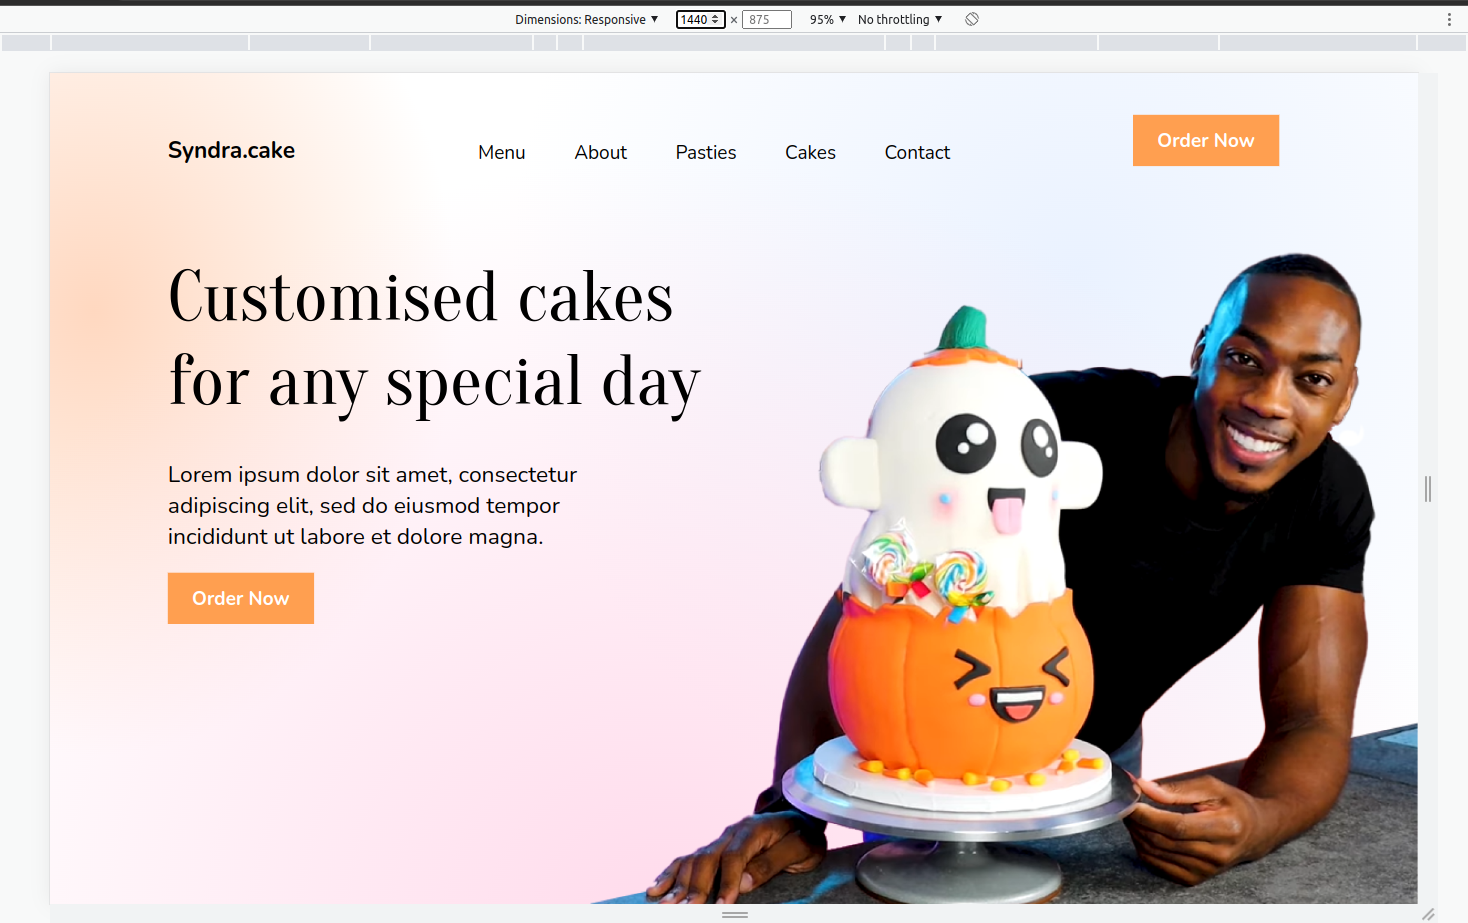 Dimensions: Responsive ▼ 1440 × 875 95% ▼ No throttling ▼
Syndra.cake
Menu About Pasties Cakes Contact
Order Now
Customised cakes
for any special day
Lorem ipsum dolor sit amet, consectetur
adipiscing elit, sed do eiusmod tempor
incididunt ut labore et dolore magna.
Order Now